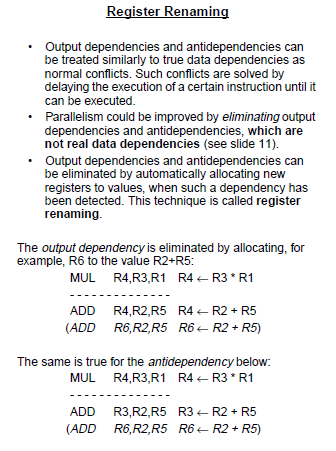 Register Renaming
• Output dependencies and antidependencies can
be treated similarly to true data dependencies as
normal conflicts. Such conflicts are solved by
delaying the execution of a certain instruction until it
can be executed.
• Parallelism could be improved by eliminating output
dependencies and antidependencies, which are
not real data dependencies (see slide 11).
• Output dependencies and antidependencies can
be eliminated by automatically allocating new
registers to values, when such a dependency has
been detected. This technique is called register
renaming.
The output dependency is eliminated by allocating, for
example, R6 to the value R2+R5:
MUL R4,R3,R1 R4 ← R3 * R1
- - - - - - - - - - - - - -
ADD R4,R2,R5 R4 ← R2 + R5
(ADD R6,R2,R5 R6 ← R2 + R5)
The same is true for the antidependency below:
MUL R4,R3,R1 R4 ← R3 * R1
- - - - - - - - - - - - - -
ADD R3,R2,R5 R3 ← R2 + R5
(ADD R6,R2,R5 R6 ← R2 + R5)